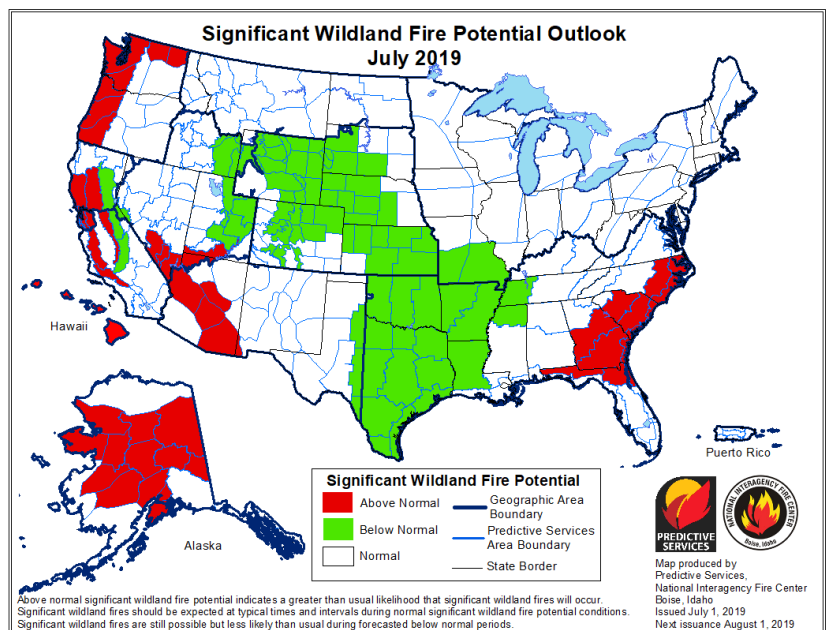 Significant Wildland Fire Potential Outlook
July 2019
Hawaii
Alaska
Puerto Rico
Significant Wildland Fire Potential
Above Normal
Below Normal
Normal
Geographic Area
Boundary
Predictive Services
Area Boundary
State Border
PREDICTIVE
SERVICES
NATIONAL INTERAGENCY FIRE CENTER
Boise, Idaho
Map produced by
Predictive Services,
National Interagency Fire Center
Boise, Idaho
Issued July 1, 2019
Next issuance August 1, 2019
Above normal significant wildland fire potential indicates a greater than usual likelihood that significant wildland fires will occur.
Significant wildland fires should be expected at typical times and intervals during normal significant wildland fire potential conditions.
Significant wildland fires are still possible but less likely than usual during forecasted below normal periods.